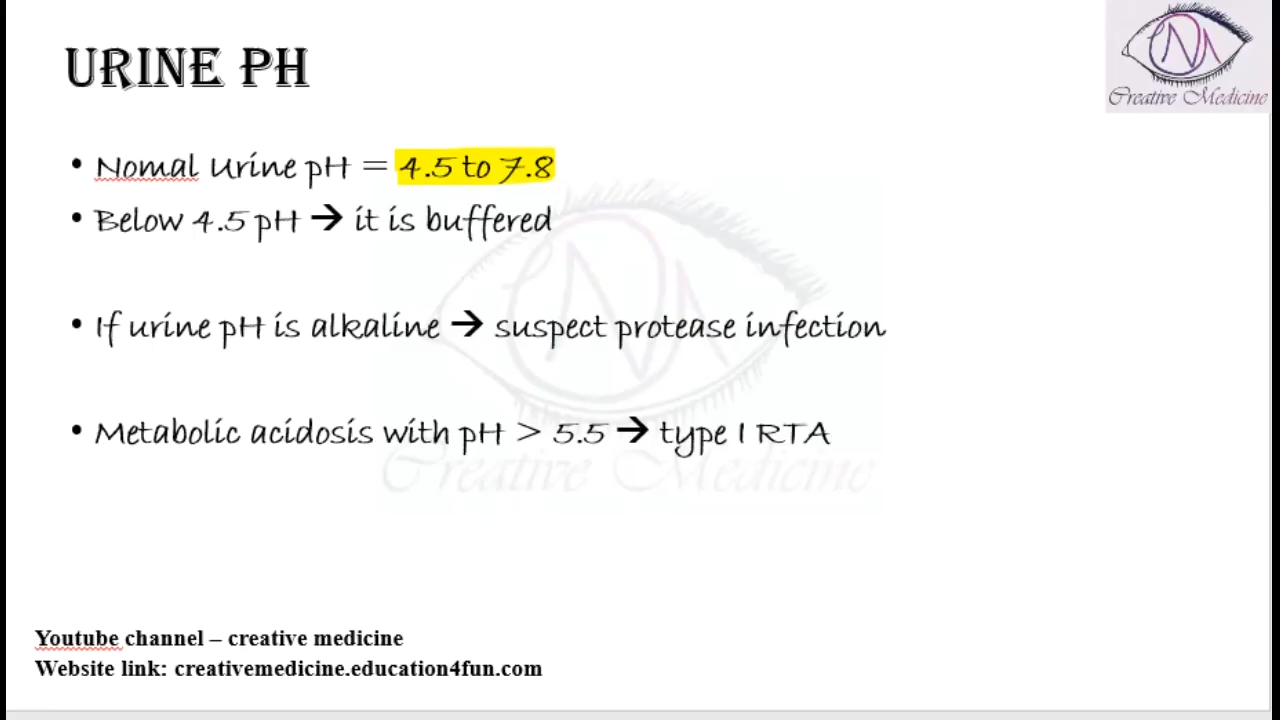 URINE PH
Creative Medicine
• Nomal Urine pH = 4.5 to 7.8
• Below 4.5 pH → it is buffered
• If urine pH is alkaline → suspect protease infection
• Metabolic acidosis with pH > 5.5 → type I RTA
Creative Medicine
Youtube channel – creative medicine
Website link: creativemedicine.education4fun.com